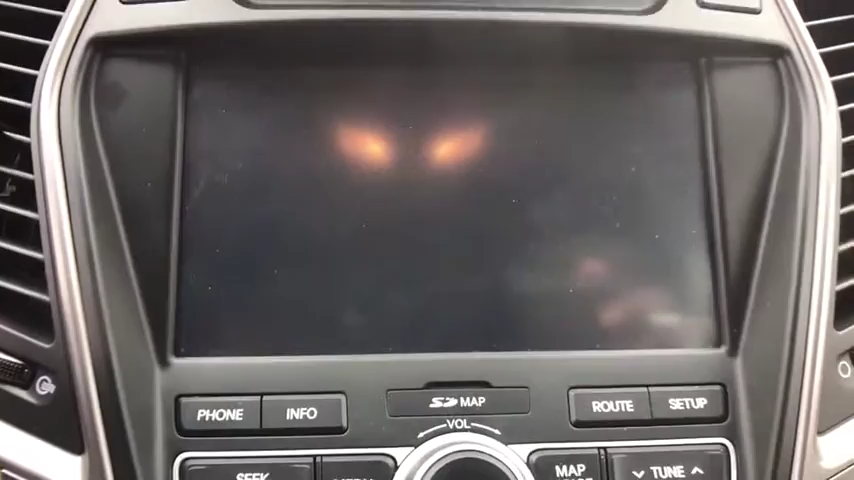 PHONE INFO SD MAP ROUTE SETUP
VOL
SEEK MAP TUNE